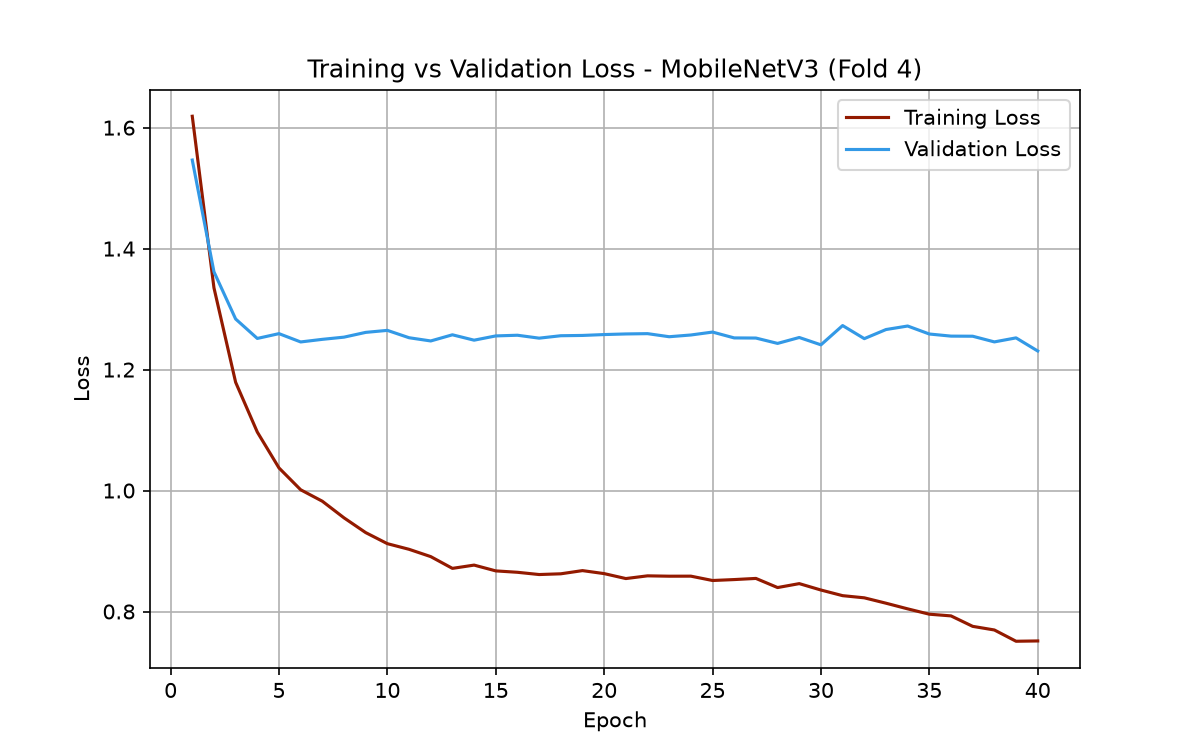 Training vs Validation Loss - MobileNetV3 (Fold 4)
Training Loss
Validation Loss
1.6
1.4
1.2
1.0
0.8
Loss
0 5 10 15 20 25 30 35 40
Epoch